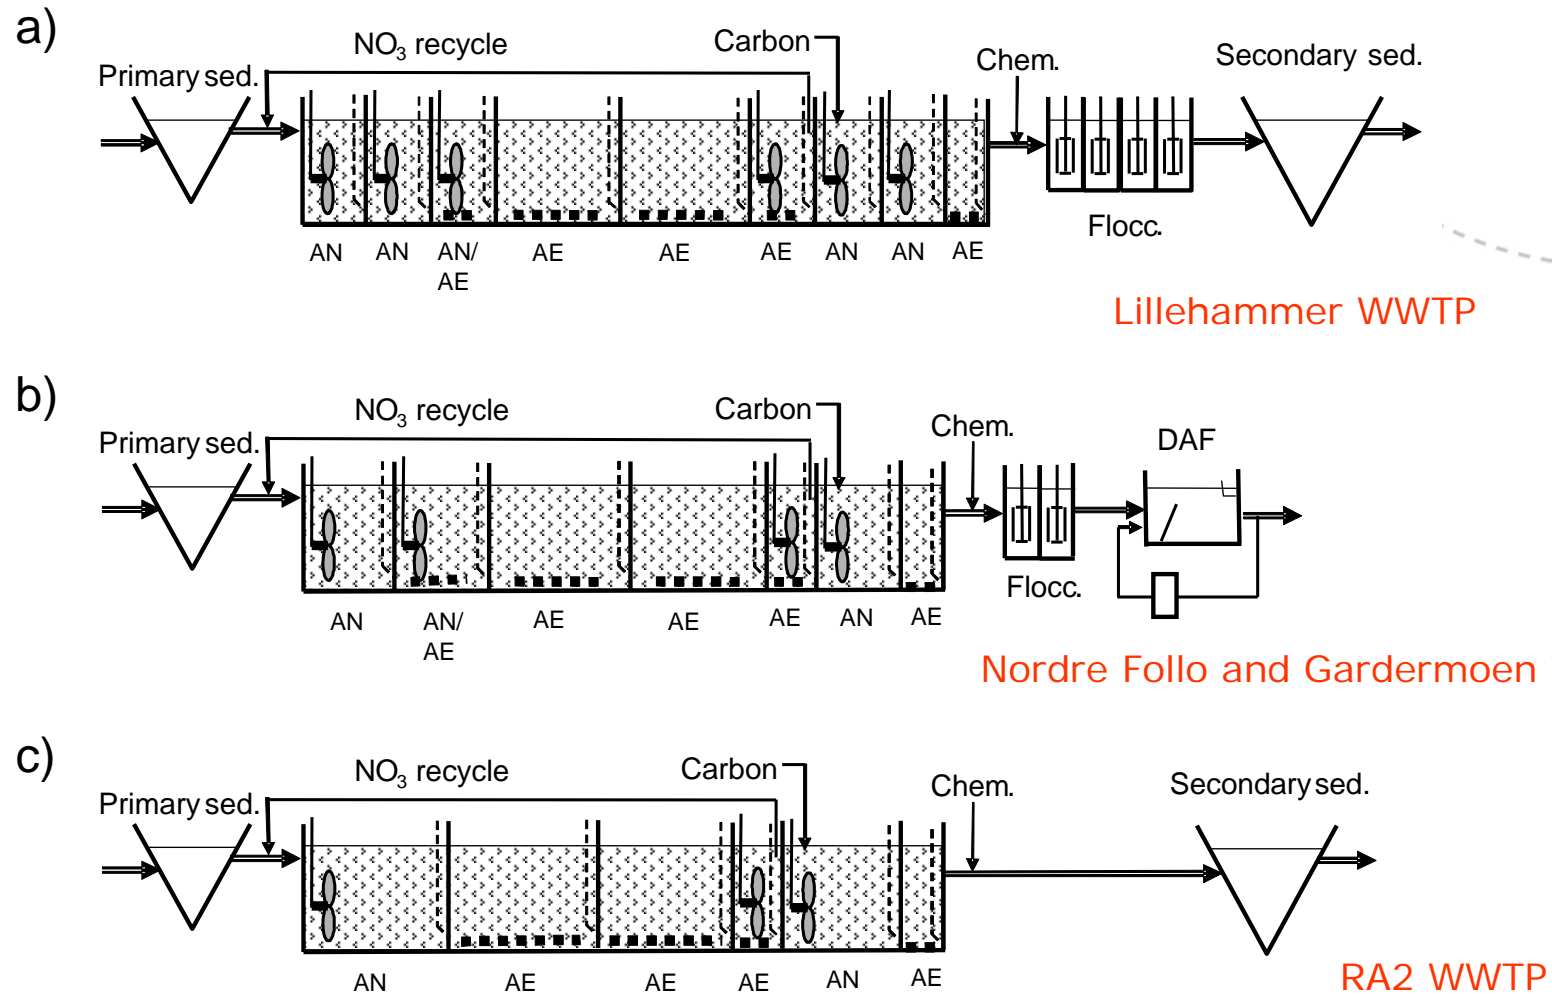 a)
NO3 recycle
Carbon
Primary sed.
Chem.
Secondary sed.
Flocc.
AN
AN
AN/
AE
AE
AE
AE
AN
AN
AE
Lillehammer WWTP
b)
NO3 recycle
Carbon
Primary sed.
Chem.
DAF
Flocc.
AN
AN/
AE
AE
AE
AE
AN
AE
Nordre Follo and Gardermoen
c)
NO3 recycle
Carbon
Primary sed.
Chem.
Secondary sed.
AN
AE
AE
AE
AN
AE
RA2 WWTP